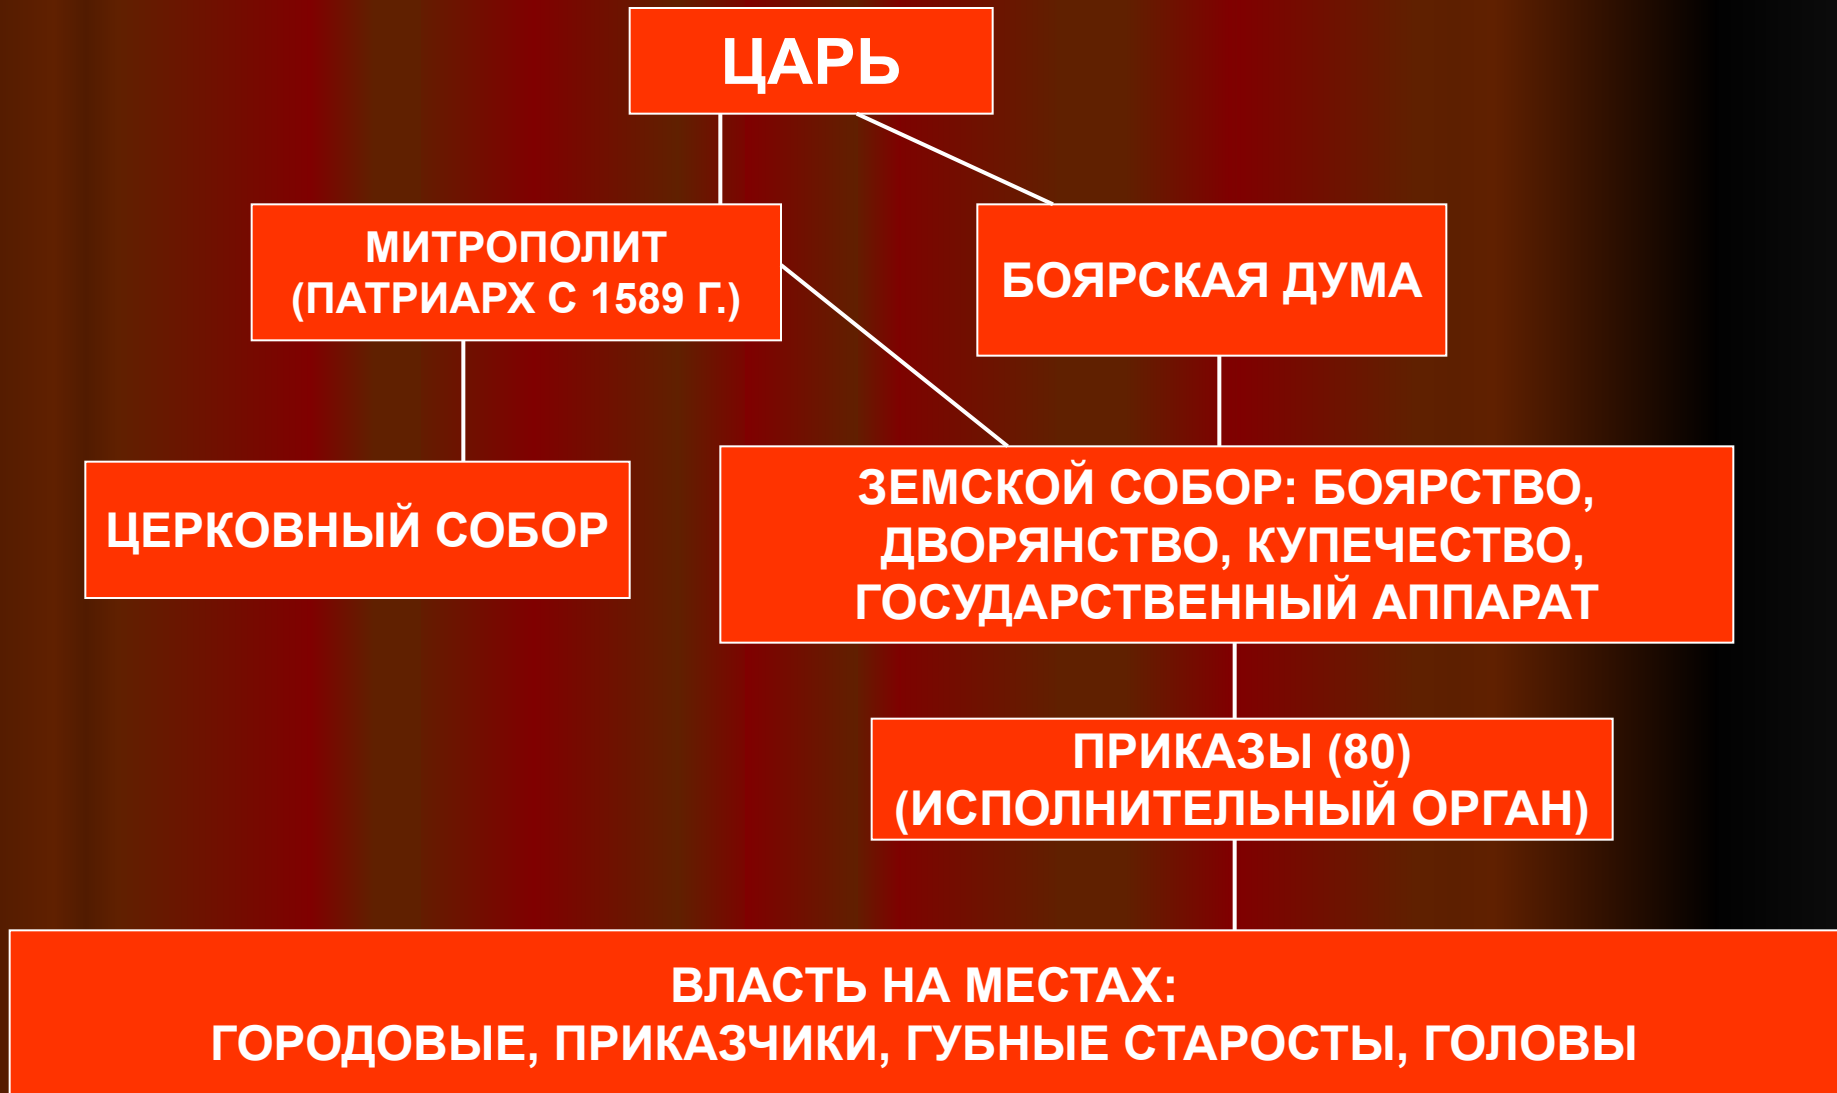 ЦАРЬ
МИТРОПОЛИТ
(ПАТРИАРХ С 1589 Г.)
БОЯРСКАЯ ДУМА
ЦЕРКОВНЫЙ СОБОР
ЗЕМСКОЙ СОБОР: БОЯРСТВО,
ДВОРЯНСТВО, КУПЕЧЕСТВО,
ГОСУДАРСТВЕННЫЙ АППАРАТ
ПРИКАЗЫ (80)
(ИСПОЛНИТЕЛЬНЫЙ ОРГАН)
ВЛАСТЬ НА МЕСТАХ:
ГОРОДОВЫЕ, ПРИКАЗЧИКИ, ГУБНЫЕ СТАРОСТЫ, ГОЛОВЫ